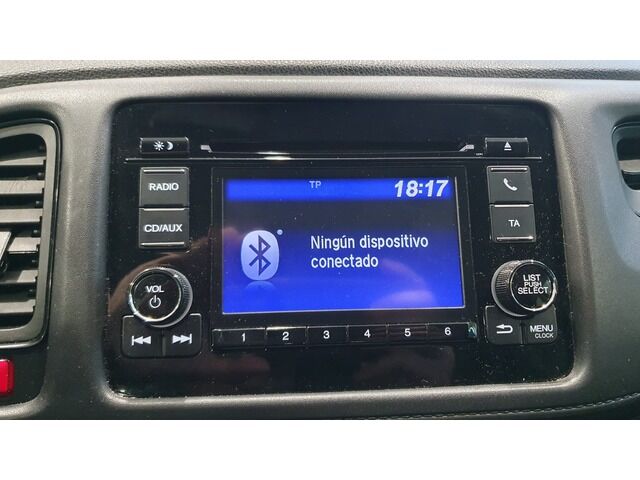 RADIO
CD/AUX
VOL
TP
18:17
Ningún dispositivo
conectado
TA
LIST
PUSH
SELECT
MENU
CLOCK
1 2 3 4 5 6